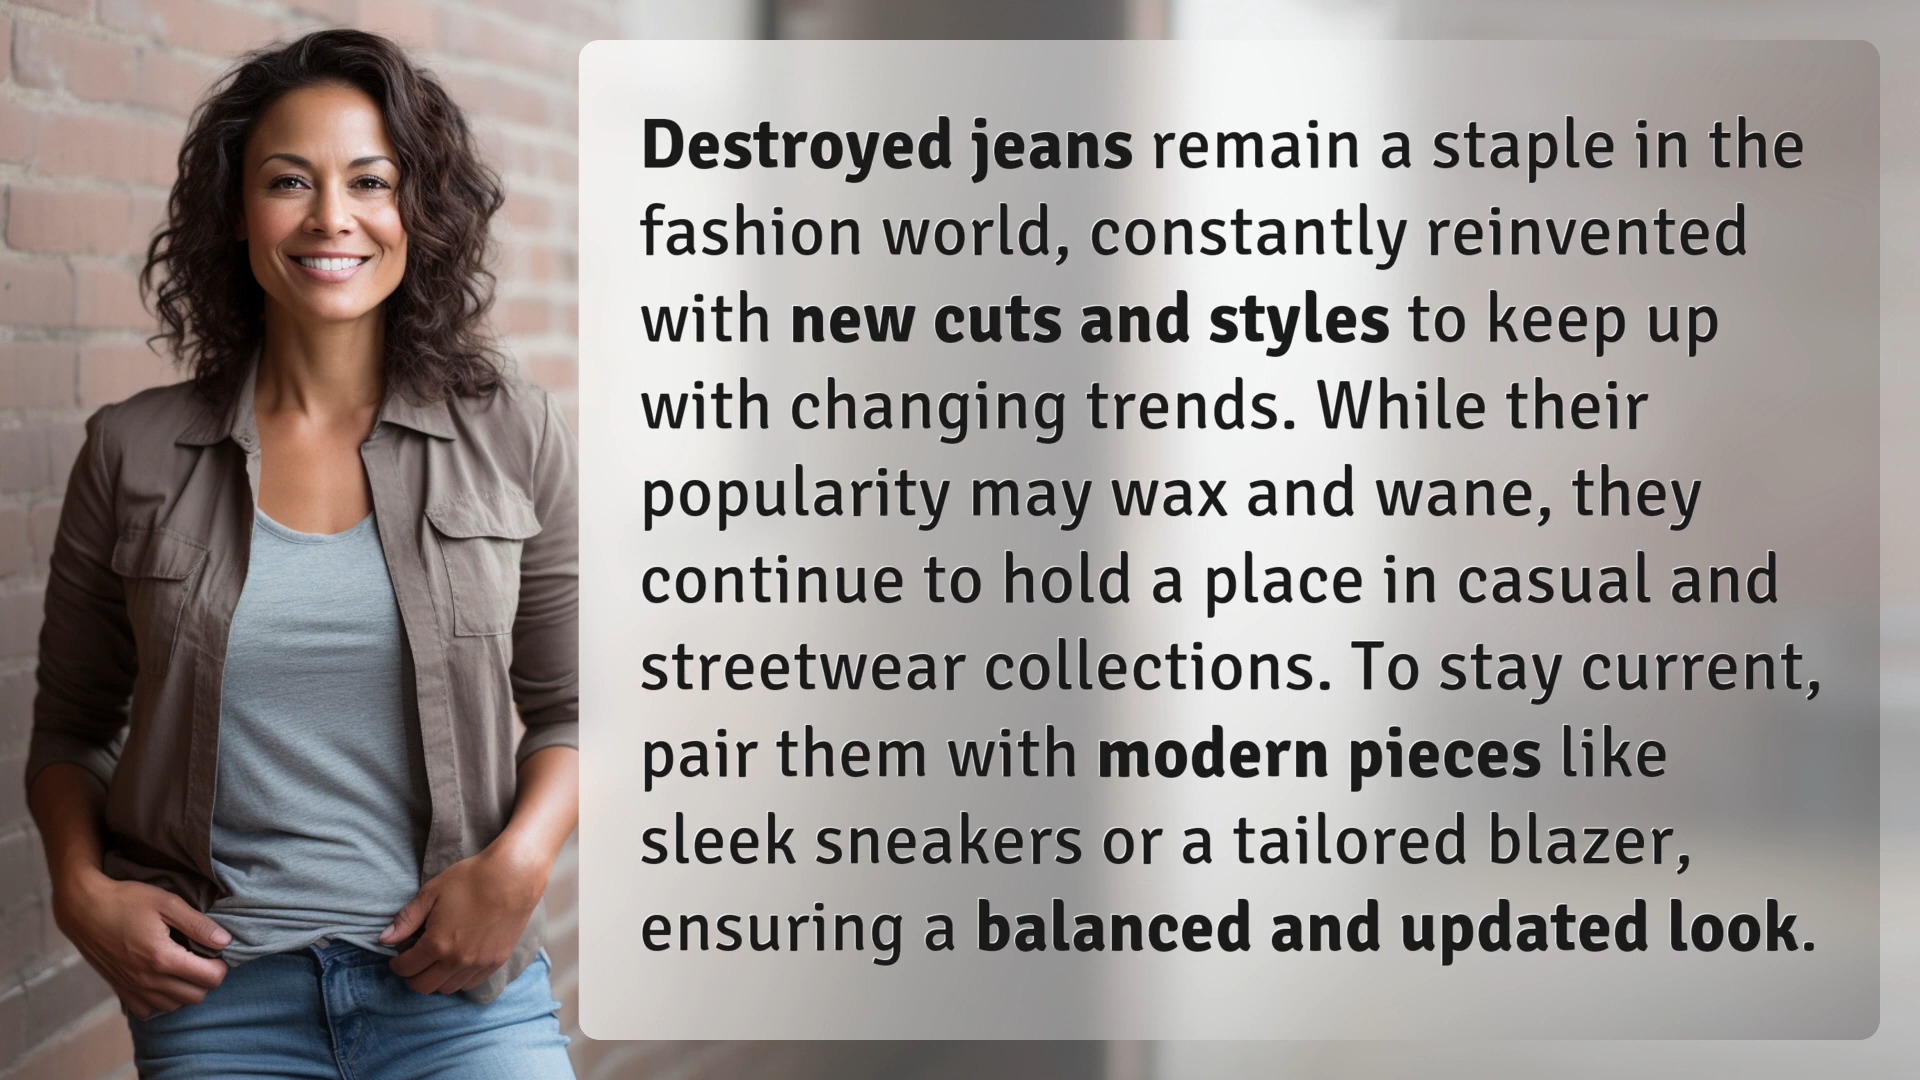 Destroyed jeans remain a staple in the
fashion world, constantly reinvented
with new cuts and styles to keep up
with changing trends. While their
popularity may wax and wane, they
continue to hold a place in casual and
streetwear collections. To stay current,
pair them with modern pieces like
sleek sneakers or a tailored blazer,
ensuring a balanced and updated look.